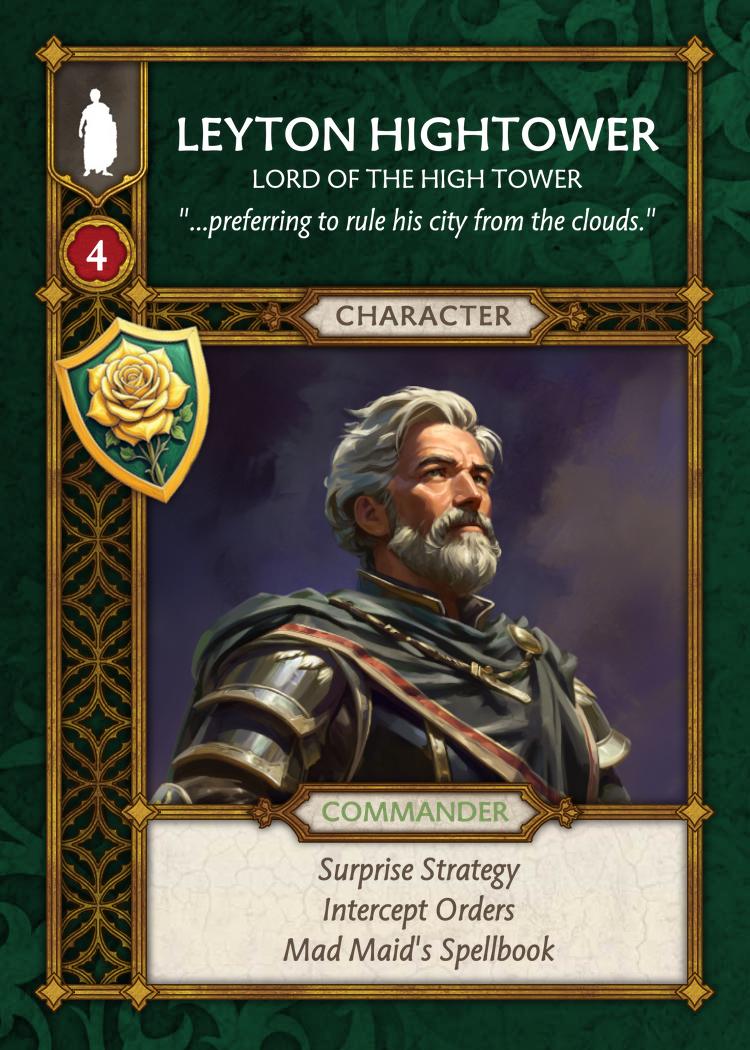 LEYTON HIGHTOWER
LORD OF THE HIGH TOWER
"...preferring to rule his city from the clouds."
4
CHARACTER
COMMANDER
Surprise Strategy
Intercept Orders
Mad Maid's Spellbook